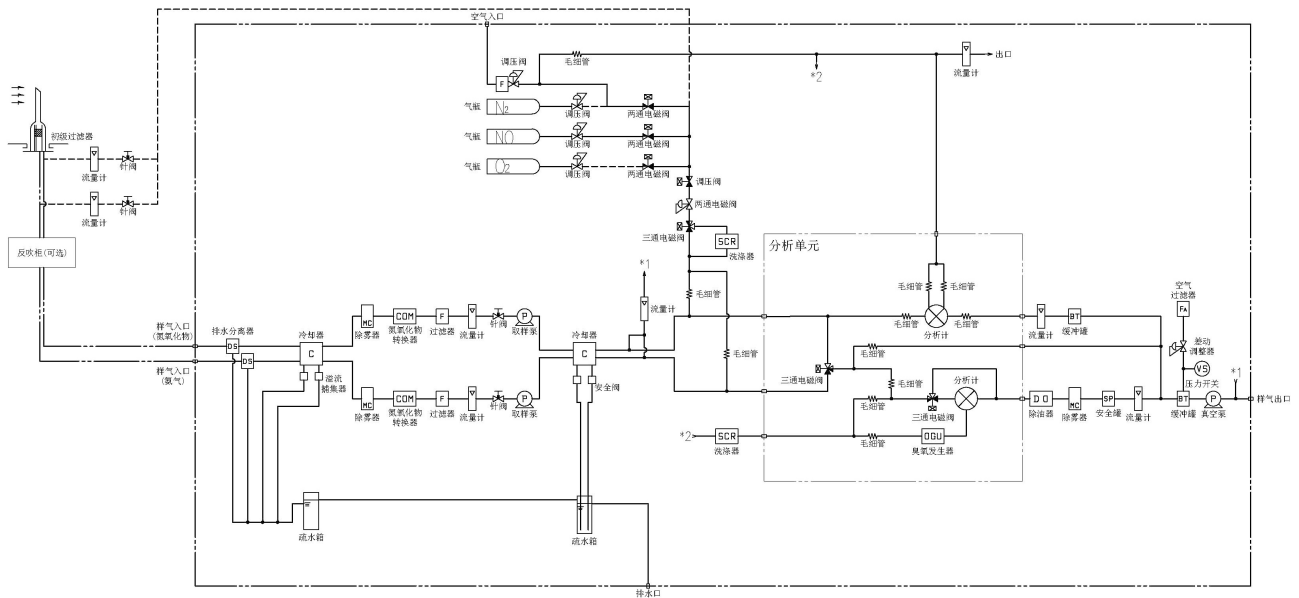 空气入口
调压阀
F
毛细管
*2
流量计
出口
气瓶
N2
调压阀
两通电磁阀
气瓶
NO
调压阀
两通电磁阀
气瓶
O2
调压阀
两通电磁阀
初级过滤器
流量计
针阀
流量计
针阀
反吹柜(可选)
调压阀
两通电磁阀
三通电磁阀
SCR
洗涤器
分析单元
*1
流量计
毛细管
毛细管
样气入口
(氮氧化物)
样气入口
(氨气)
排水分离器
DS
DS
冷却器
C
溢流
捕集器
MC
除雾器
COM
氮氧化物
转换器
F
过滤器
流量计
针阀
P
取样泵
MC
除雾器
COM
氮氧化物
转换器
F
过滤器
流量计
针阀
P
取样泵
冷却器
C
安全阀
毛细管
毛细管
毛细管
分析计
毛细管
流量计
BT
缓冲罐
空气
过滤器
FA
差动
调整器
VS
压力开关
*1
三通电磁阀
毛细管
毛细管
毛细管
三通电磁阀
分析计
DO
除油器
MC
除雾器
SP
安全罐
流量计
BT
缓冲罐
P
真空泵
样气出口
*2
SCR
洗涤器
毛细管
OGU
臭氧发生器
疏水箱
疏水箱
排水口